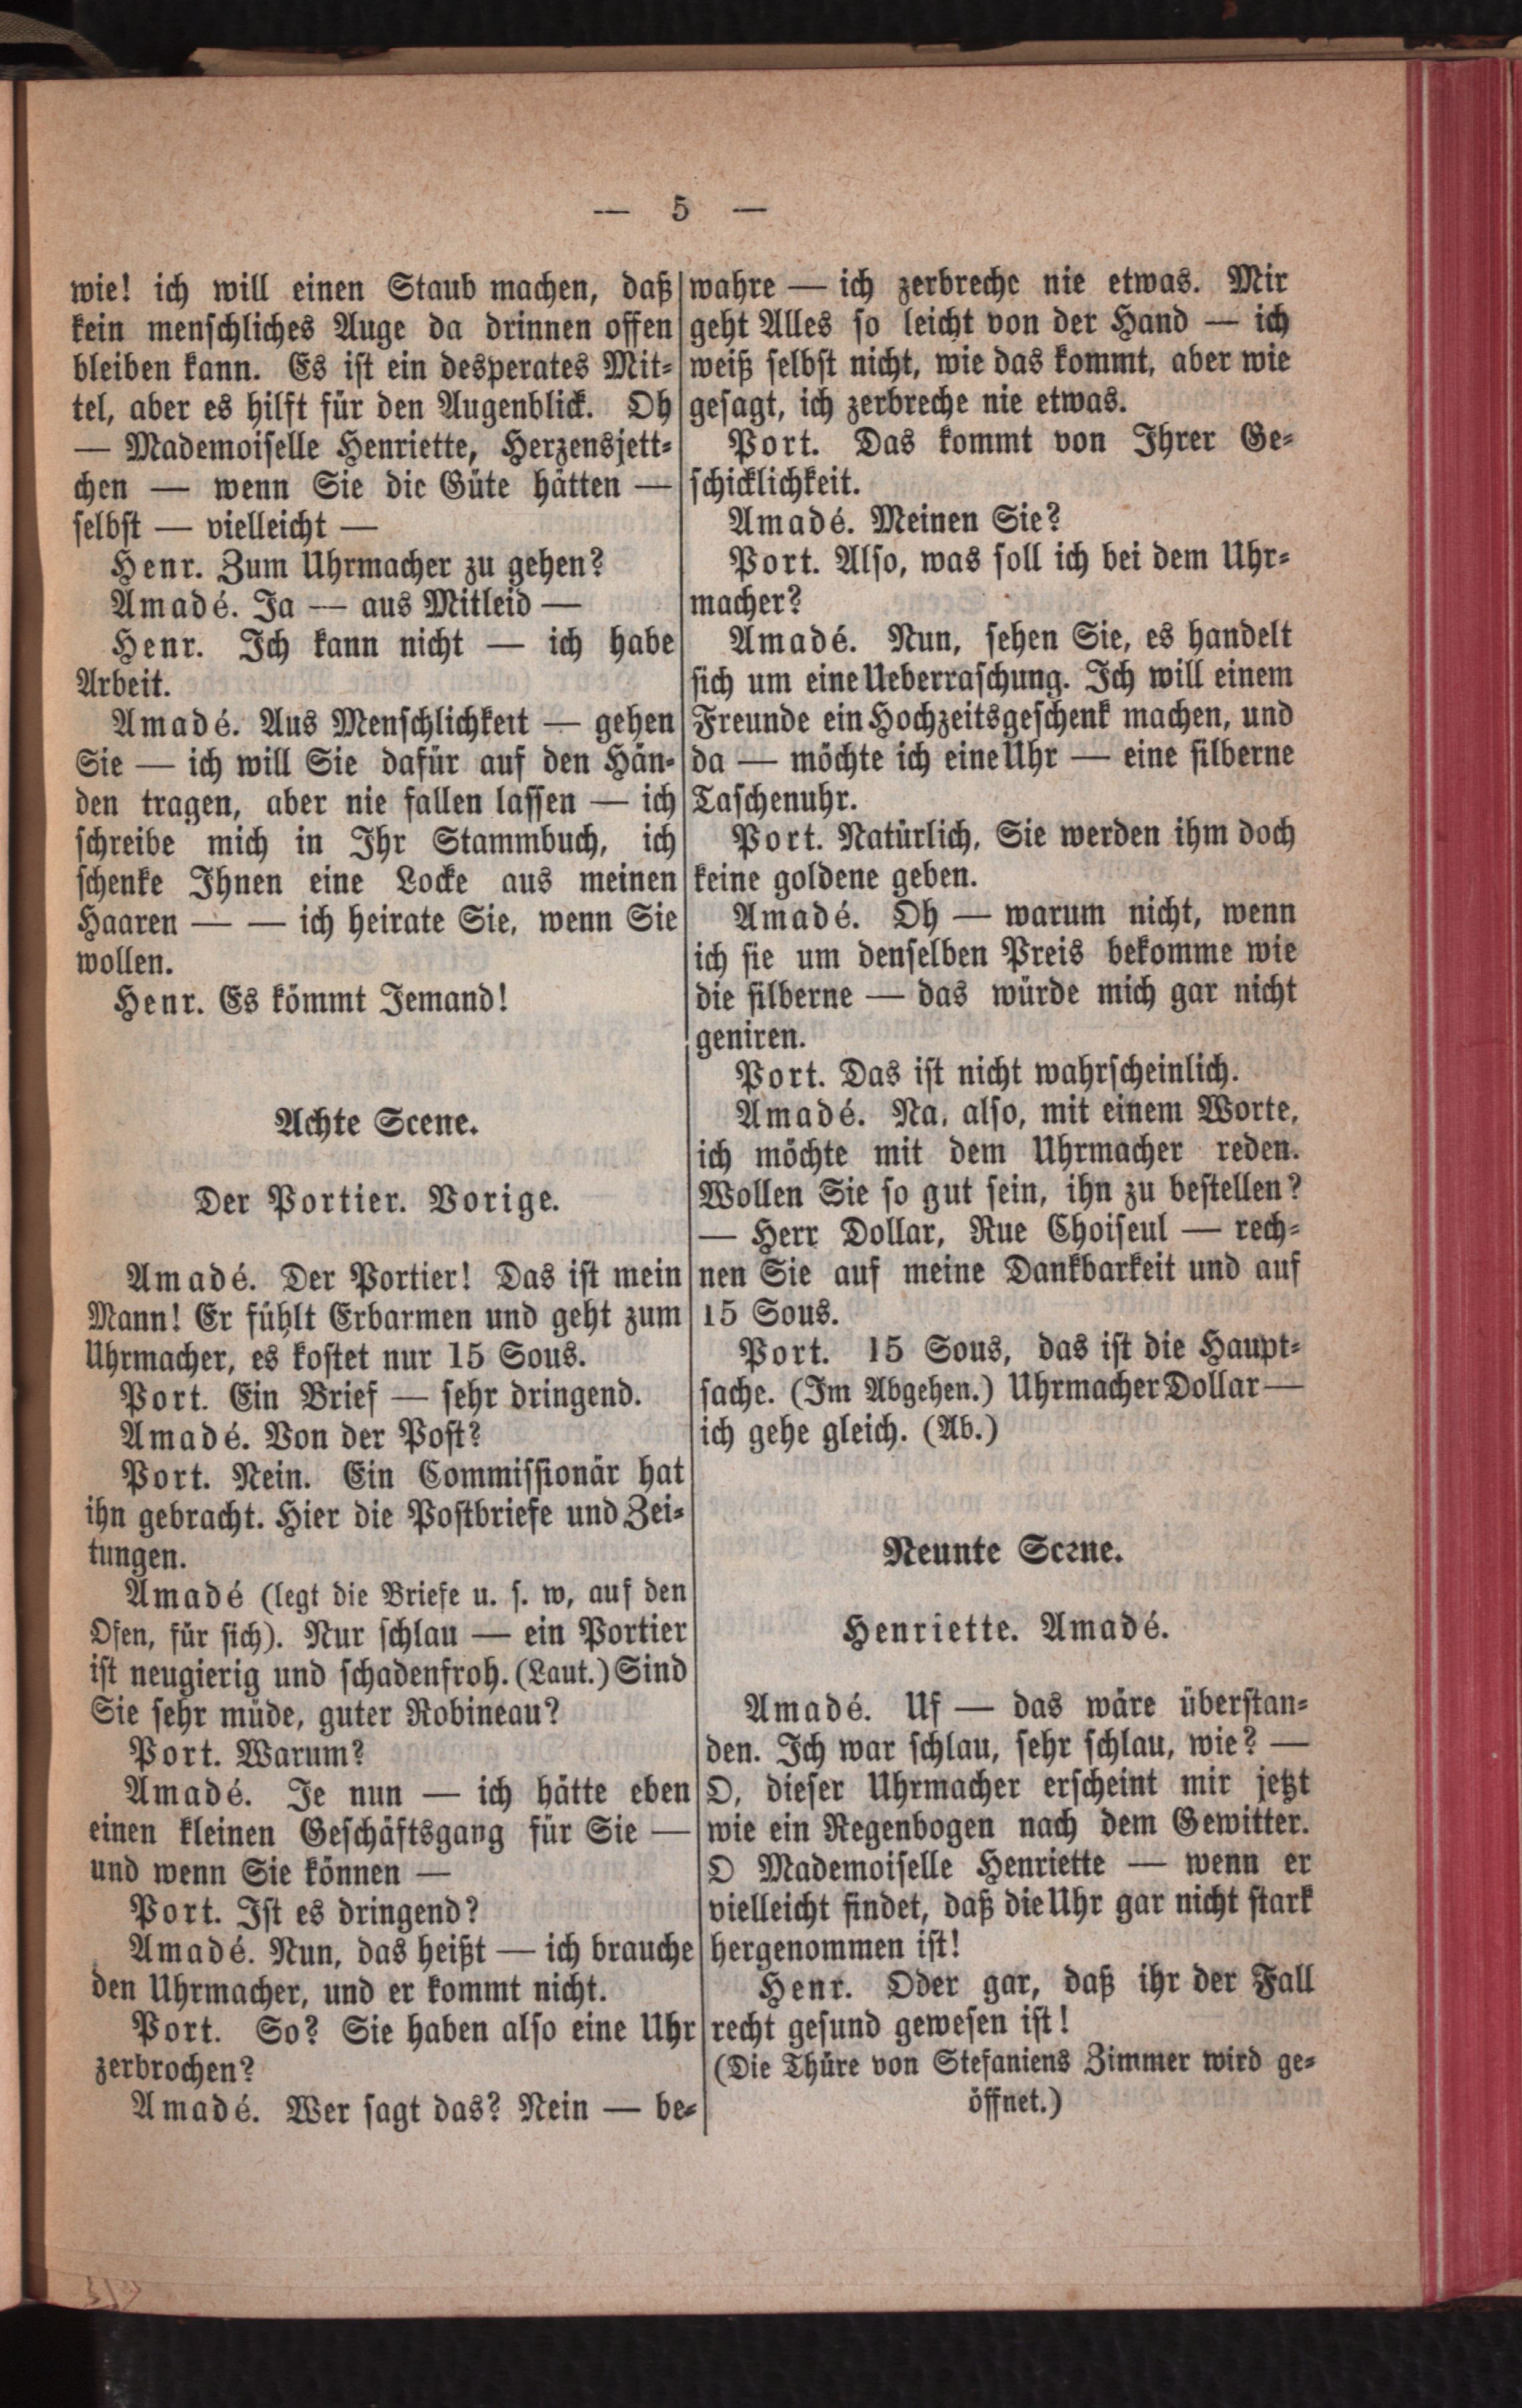 — 5 —
wie! ich will einen Staub machen, daß
kein menschliches Auge da drinnen offen
bleiben kann. Es ist ein desperates Mit-
tel, aber es hilft für den Augenblick. Oh
— Mademoiselle Henriette, Herzensjett-
chen — wenn Sie die Güte hätten —
selbst — vielleicht —
Henr. Zum Uhrmacher zu gehen?
Amadé. Ja — aus Mitleid —
Henr. Ich kann nicht — ich habe
Arbeit.
Amadé. Aus Menschlichkeit — gehen
Sie — ich will Sie dafür auf den Hän-
den tragen, aber nie fallen lassen — ich
schreibe mich in Ihr Stammbuch, ich
schenke Ihnen eine Locke aus meinen
Haaren — — ich heirate Sie, wenn Sie
wollen.
Henr. Es kömmt Jemand!
Achte Scene.
Der Portier. Vorige.
Amadé. Der Portier! Das ist mein
Mann! Er fühlt Erbarmen und geht zum
Uhrmacher, es kostet nur 15 Sous.
Port. Ein Brief — sehr dringend.
Amadé. Von der Post?
Port. Nein. Ein Commissionär hat
ihn gebracht. Hier die Postbriefe und Zei-
tungen.
Amadé (legt die Briefe u. s. w, auf den
Ofen, für sich). Nur schlau — ein Portier
ist neugierig und schadenfroh. (Laut.) Sind
Sie sehr müde, guter Robineau?
Port. Warum?
Amadé. Je nun — ich hätte eben
einen kleinen Geschäftsgang für Sie —
und wenn Sie können —
Port. Ist es dringend?
Amadé. Nun, das heißt — ich brauche
den Uhrmacher, und er kommt nicht.
Port. So? Sie haben also eine Uhr
zerbrochen?
Amadé. Wer sagt das? Nein — be-
wahre — ich zerbreche nie etwas. Mir
geht Alles so leicht von der Hand — ich
weiß selbst nicht, wie das kommt, aber wie
gesagt, ich zerbreche nie etwas.
Port. Das kommt von Ihrer Ge-
schicklichkeit.
Amadé. Meinen Sie?
Port. Also, was soll ich bei dem Uhr-
macher?
Amadé. Nun, sehen Sie, es handelt
sich um eine Ueberraschung. Ich will einem
Freunde ein Hochzeitsgeschenk machen, und
da — möchte ich eine Uhr — eine silberne
Taschenuhr.
Port. Natürlich, Sie werden ihm doch
keine goldene geben.
Amadé. Oh — warum nicht, wenn
ich sie um denselben Preis bekomme wie
die silberne — das würde mich gar nicht
geniren.
Port. Das ist nicht wahrscheinlich.
Amadé. Na, also, mit einem Worte,
ich möchte mit dem Uhrmacher reden.
Wollen Sie so gut sein, ihn zu bestellen?
— Herr Dollar, Rue Choiseul — rech-
nen Sie auf meine Dankbarkeit und auf
15 Sous.
Port. 15 Sous, das ist die Haupt-
sache. (Im Abgehen.) Uhrmacher Dollar —
ich gehe gleich. (Ab.)
Neunte Scene.
Henriette. Amadé.
Amadé. Uf — das wäre überstan-
den. Ich war schlau, sehr schlau, wie? —
O, dieser Uhrmacher erscheint mir jetzt
wie ein Regenbogen nach dem Gewitter.
O Mademoiselle Henriette — wenn er
vielleicht findet, daß die Uhr gar nicht stark
hergenommen ist!
Henr. Oder gar, daß ihr der Fall
recht gesund gewesen ist!
(Die Thüre von Stefaniens Zimmer wird ge-
öffnet.)